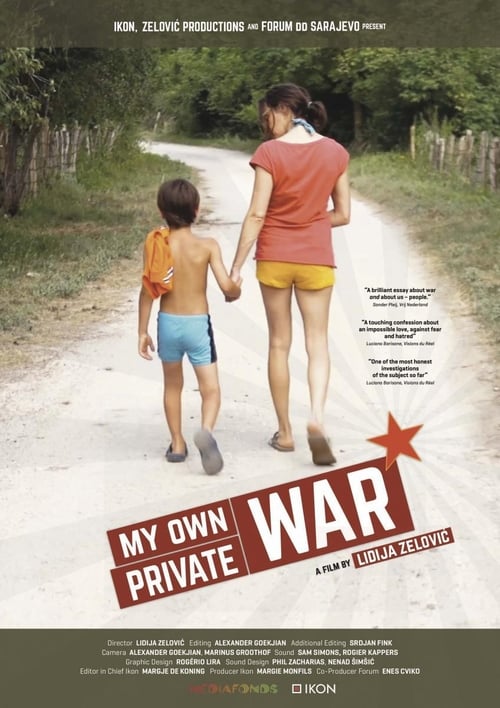 IKON, ZELOVIĆ PRODUCTIONS AND FORUM DD SARAJEVO PRESENT
"A brilliant essay about war
and about us – people."
Sander Pleij, Vrij Nederland
"A touching confession about
an impossible love, against fear
and hatred"
Luciano Barisone, Visions du Réel
"One of the most honest
investigations
of the subject so far"
Luciano Barisone, Visions du Réel
MY OWN
PRIVATE
WAR
A FILM BY LIDIJA ZELOVIĆ
Director LIDIJA ZELOVIĆ Editing ALEXANDER GOEKJIAN Additional Editing SRDJAN FINK
Camera ALEXANDER GOEKJIAN, MARINUS GROOTHOF Sound SAM SIMONS, ROGIER KAPPERS
Graphic Design ROGÉRIO LIRA Sound Design PHIL ZACHARIAS, NENAD ŠIMŠIĆ
Editor in Chief Ikon MARGJE DE KONING Producer Ikon MARGIE MONFILS Co-Producer Forum ENES CVIKO
MEDIAFONDS IKON